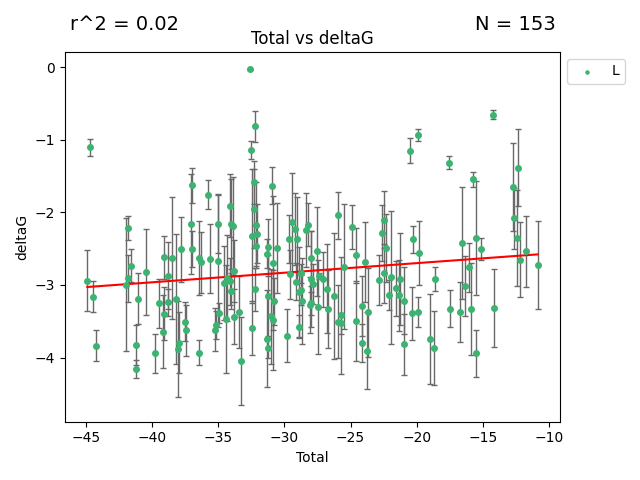 r^2 = 0.02
N = 153
Total vs deltaG
L
0
−1
−2
−3
−4
deltaG
−45 −40 −35 −30 −25 −20 −15 −10
Total